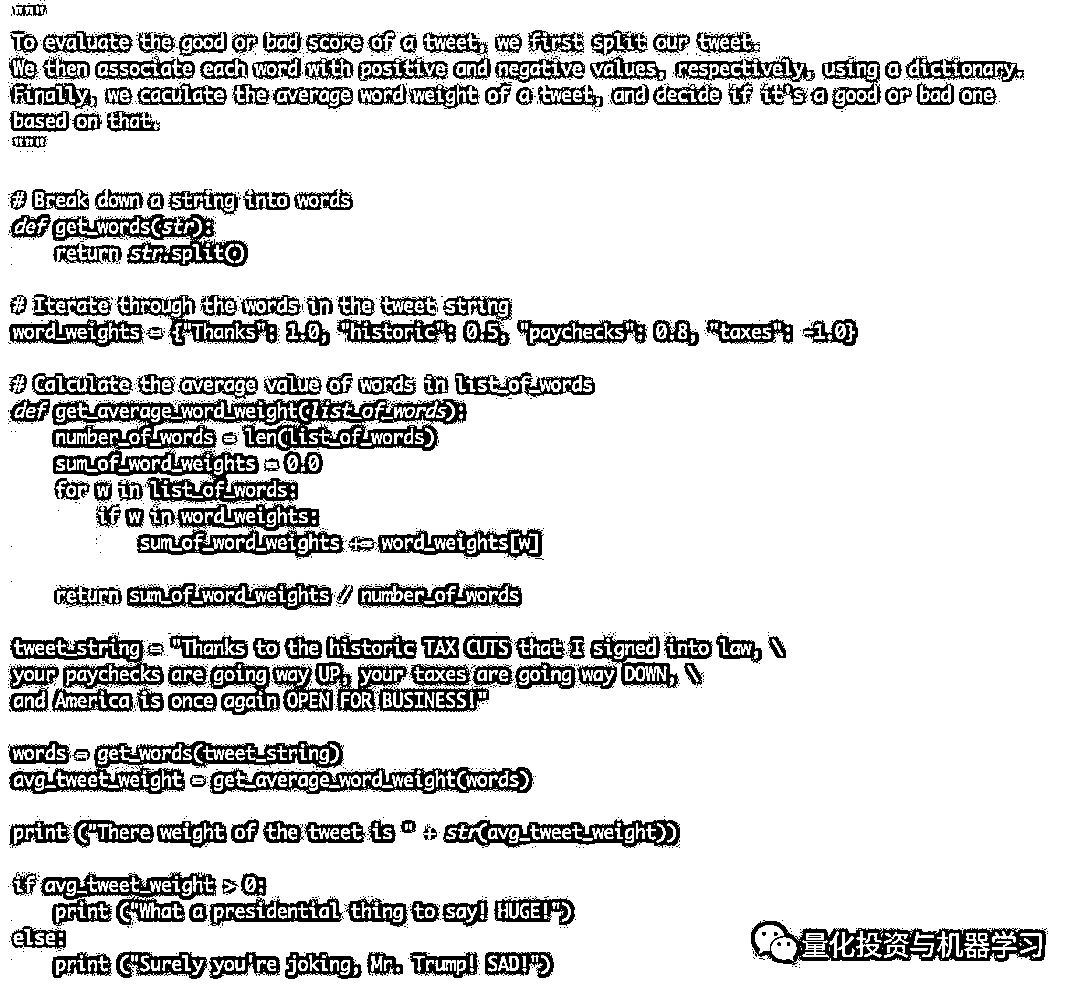 """
To evaluate the good or bad score of a tweet, we first split our tweet.
We then associate each word with positive and negative values, respectively, using a dictionary.
Finally, we caculate the average word weight of a tweet, and decide if it's a good or bad one
based on that.
"""
# Break down a string into words
def get_words(str):
    return str.split()
# Iterate through the words in the tweet string
word_weights = {"Thanks": 1.0, "historic": 0.5, "paychecks": 0.8, "taxes": -1.0}
# Calculate the average value of words in list_of_words
def get_average_word_weight(list_of_words):
    number_of_words = len(list_of_words)
    sum_of_word_weights = 0.0
    for w in list_of_words:
        if w in word_weights:
            sum_of_word_weights += word_weights[w]
    return sum_of_word_weights / number_of_words
tweet_string = "Thanks to the historic TAX CUTS that I signed into law, \
your paychecks are going way UP, your taxes are going way DOWN, \
and America is once again OPEN FOR BUSINESS!"
words = get_words(tweet_string)
avg_tweet_weight = get_average_word_weight(words)
print ("There weight of the tweet is " + str(avg_tweet_weight))
if avg_tweet_weight > 0:
    print ("What a presidential thing to say! HUGE!")
else:
    print ("Surely you're joking, Mr. Trump! SAD!")
量化投资与机器学习